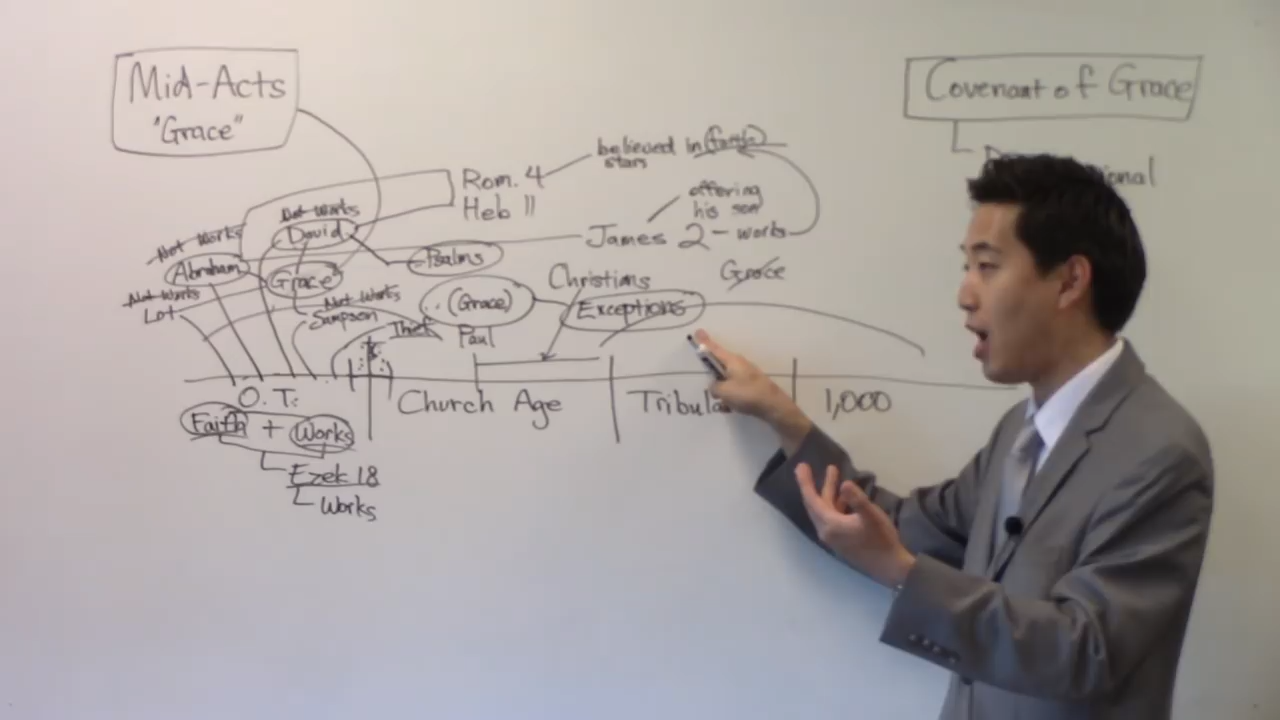 Mid-Acts
"Grace"
Covenant of Grace
believed in
stars
Rom. 4
Heb 11
offering
his son
James 2 - works
Not Works
David
Not Works
Abraham
Psalms
Grace
Not Works
Lot
Not Works
Simpson
Christians
Grace
(Grace)
Exceptions
Thief
Paul
O.T.
Church Age
1,000
Faith + Works
Ezek 18
Works